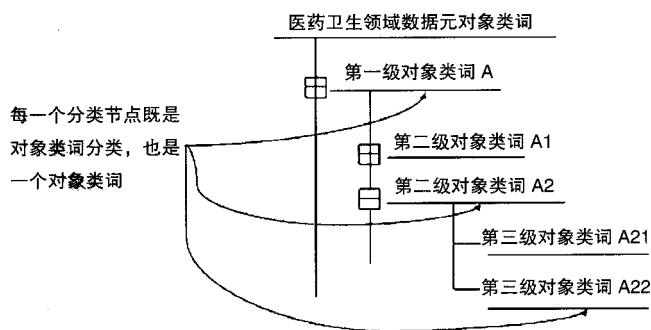 医药卫生领域数据元对象类词
第一级对象类词 A
每一个分类节点既是
对象类词分类，也是
一个对象类词
第二级对象类词 A1
第二级对象类词 A2
第三级对象类词 A21
第三级对象类词 A22